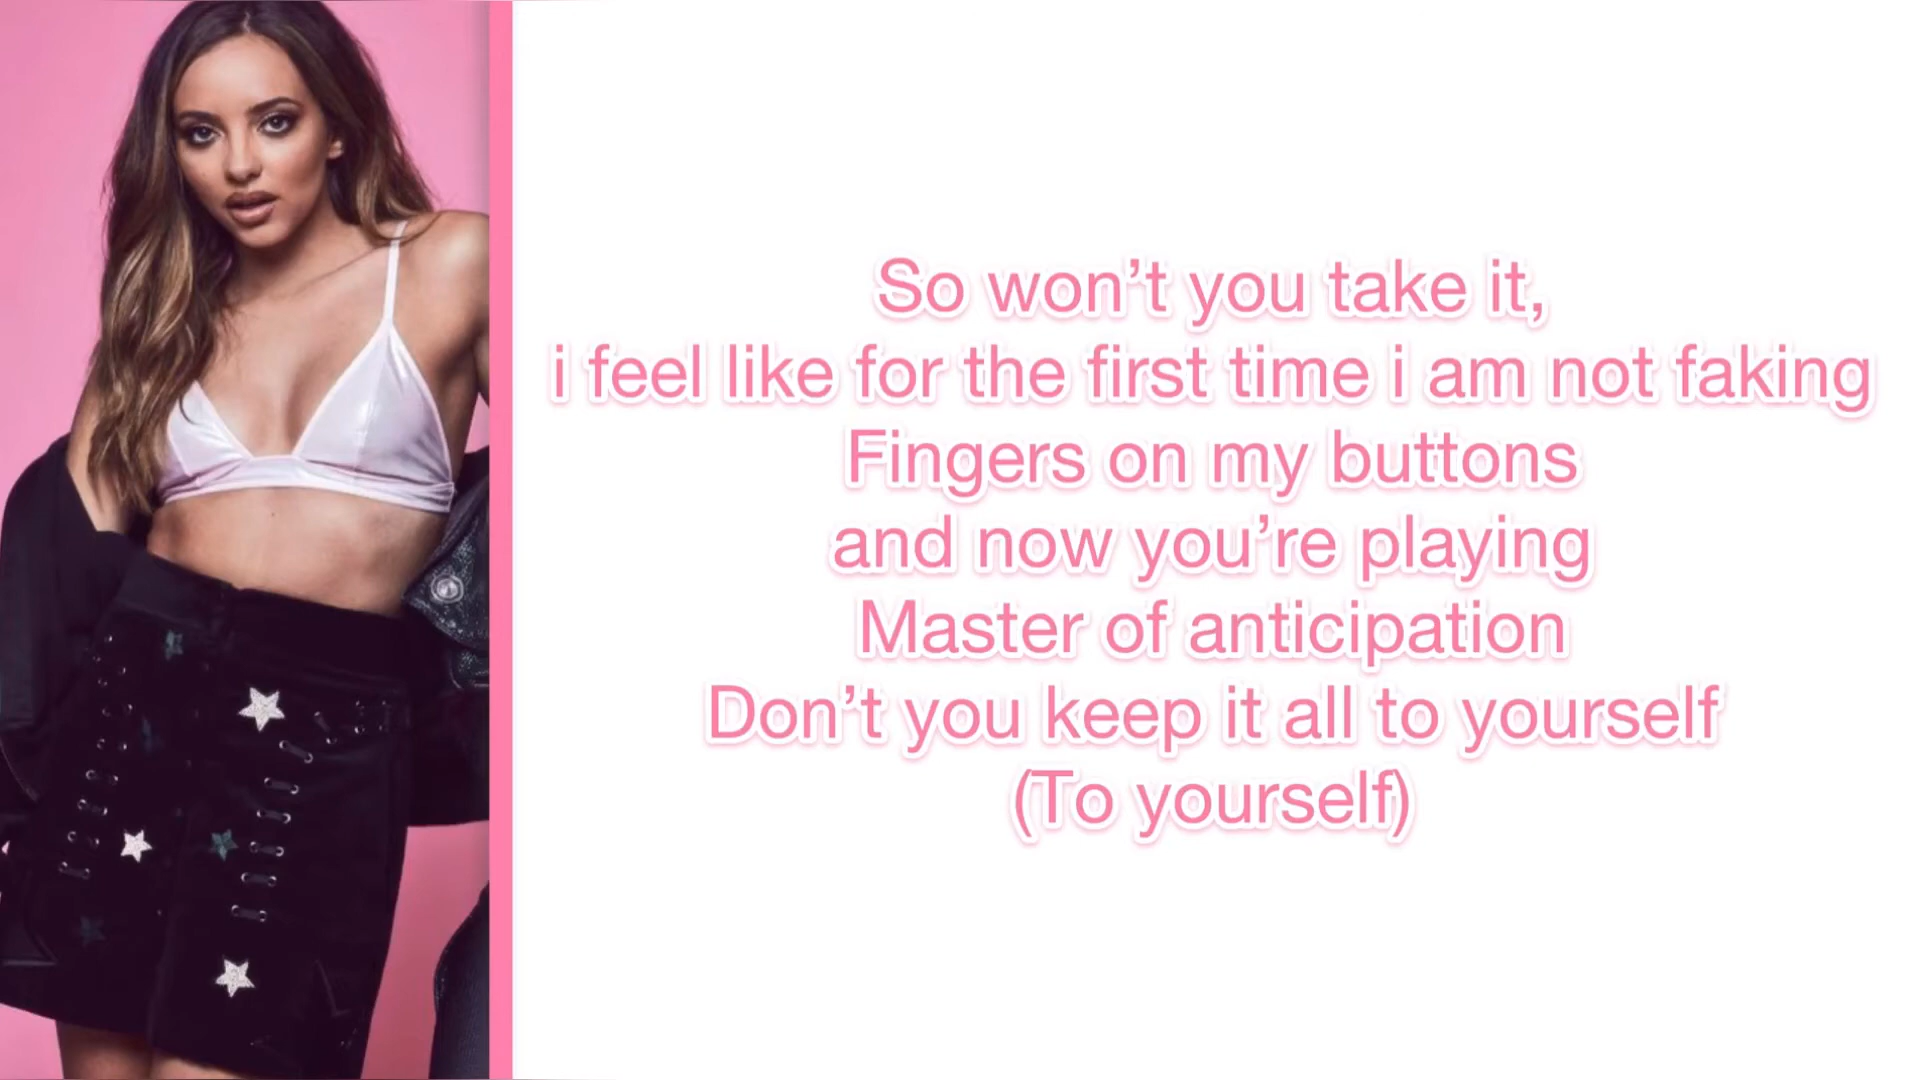 So won’t you take it,
i feel like for the first time i am not faking
Fingers on my buttons
and now you’re playing
Master of anticipation
Don’t you keep it all to yourself
(To yourself)